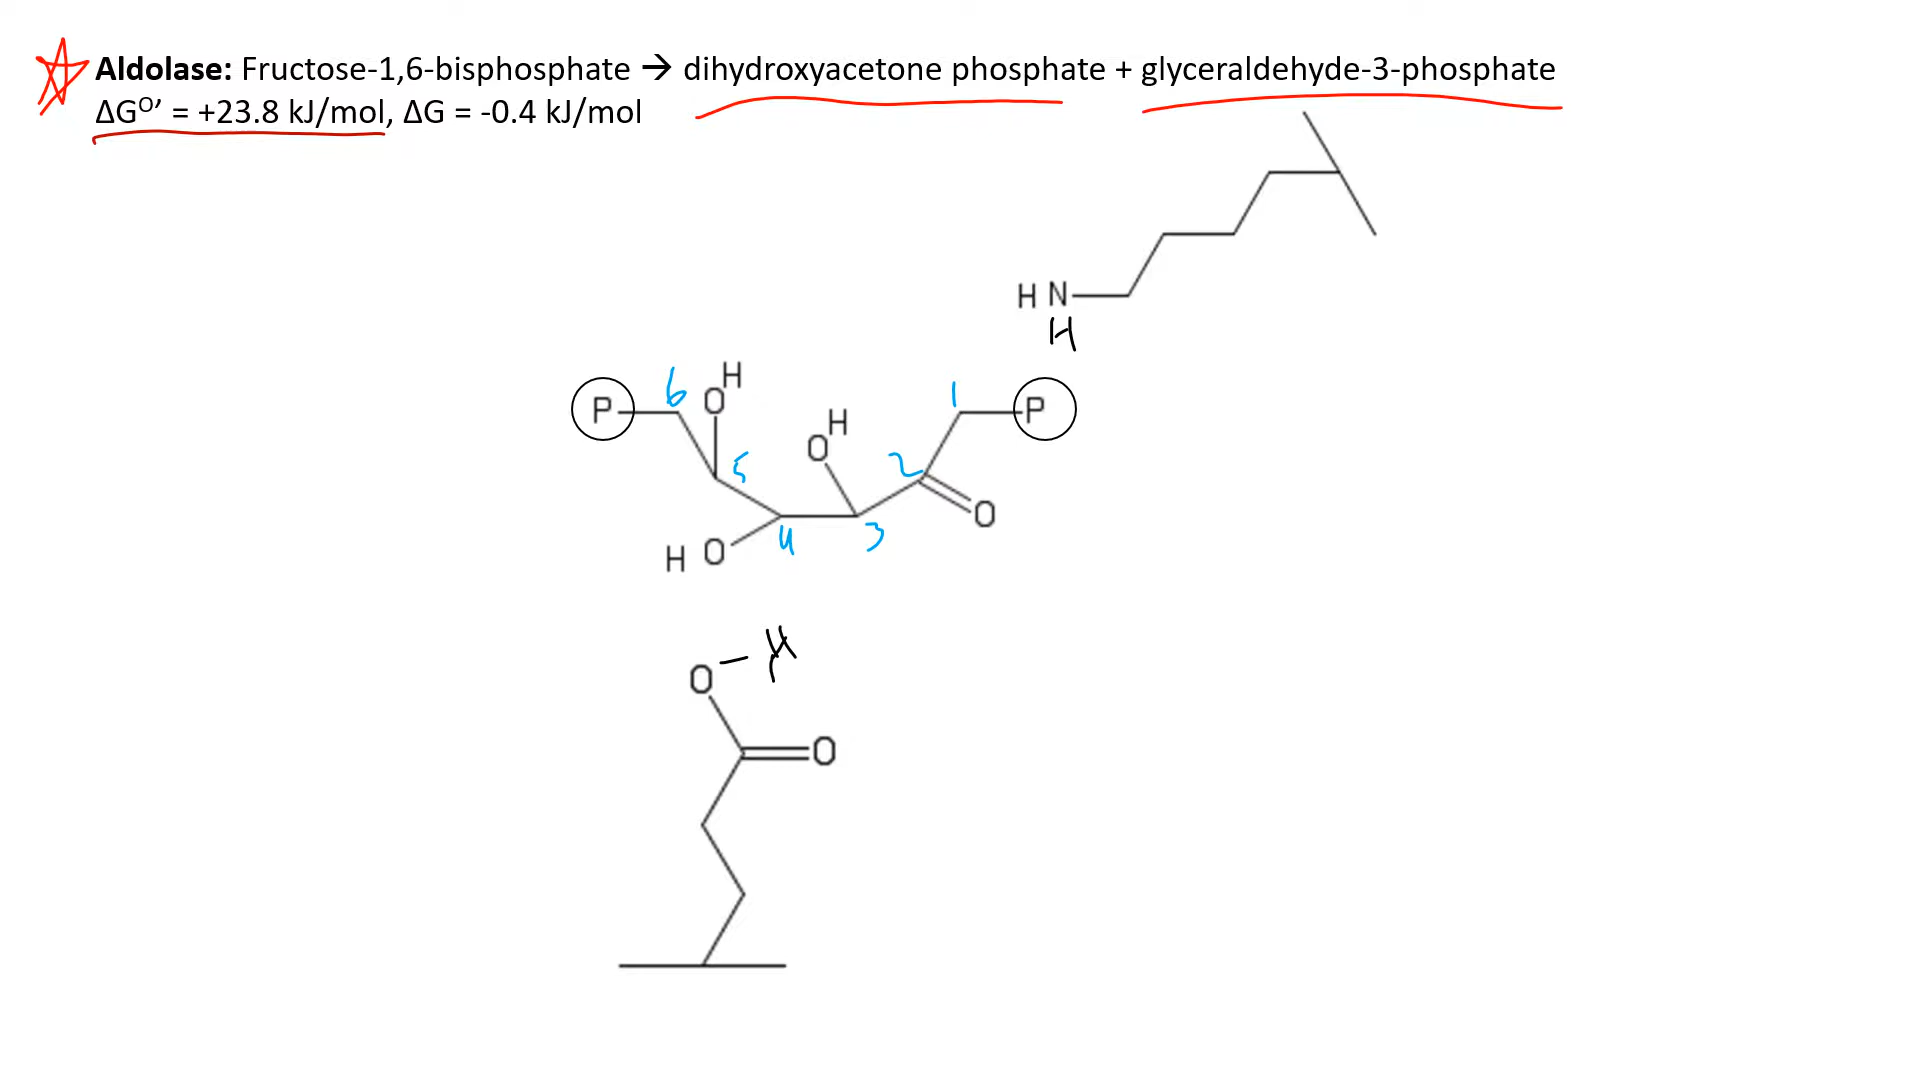 Aldolase: Fructose-1,6-bisphosphate → dihydroxyacetone phosphate + glyceraldehyde-3-phosphate
ΔG^O′ = +23.8 kJ/mol, ΔG = -0.4 kJ/mol
H N
H
H
P 6 O 1 P
H
O
5 2
O
4 3
H O
O – H
O